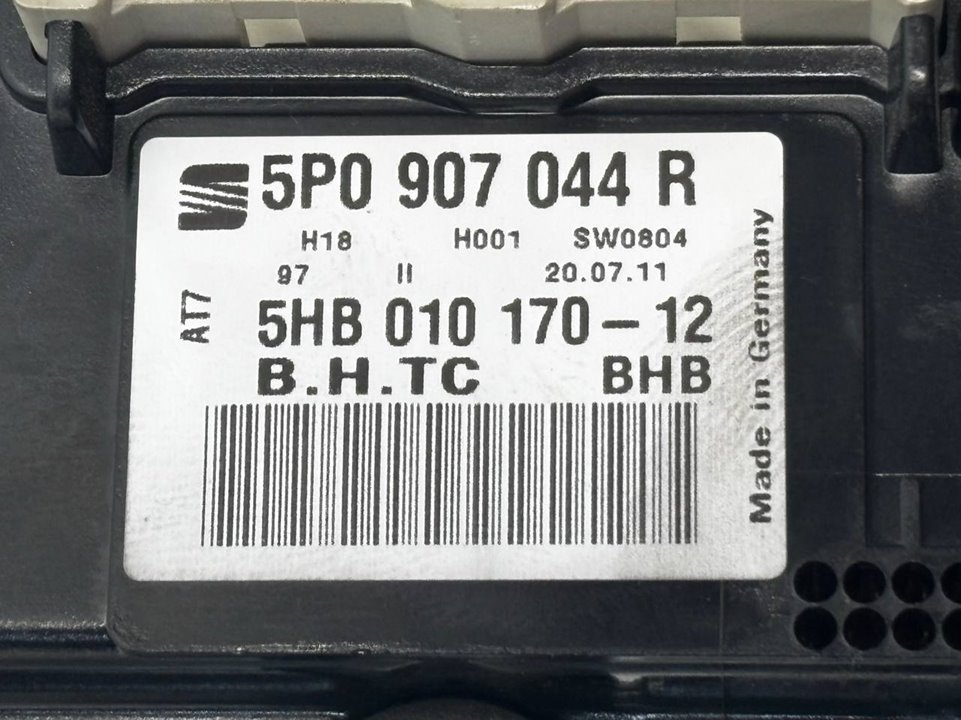 5P0 907 044 R
H18 H001 SW0804
97 II 20.07.11
AT7
5HB 010 170-12
B.H.TC BHB
Made in Germany